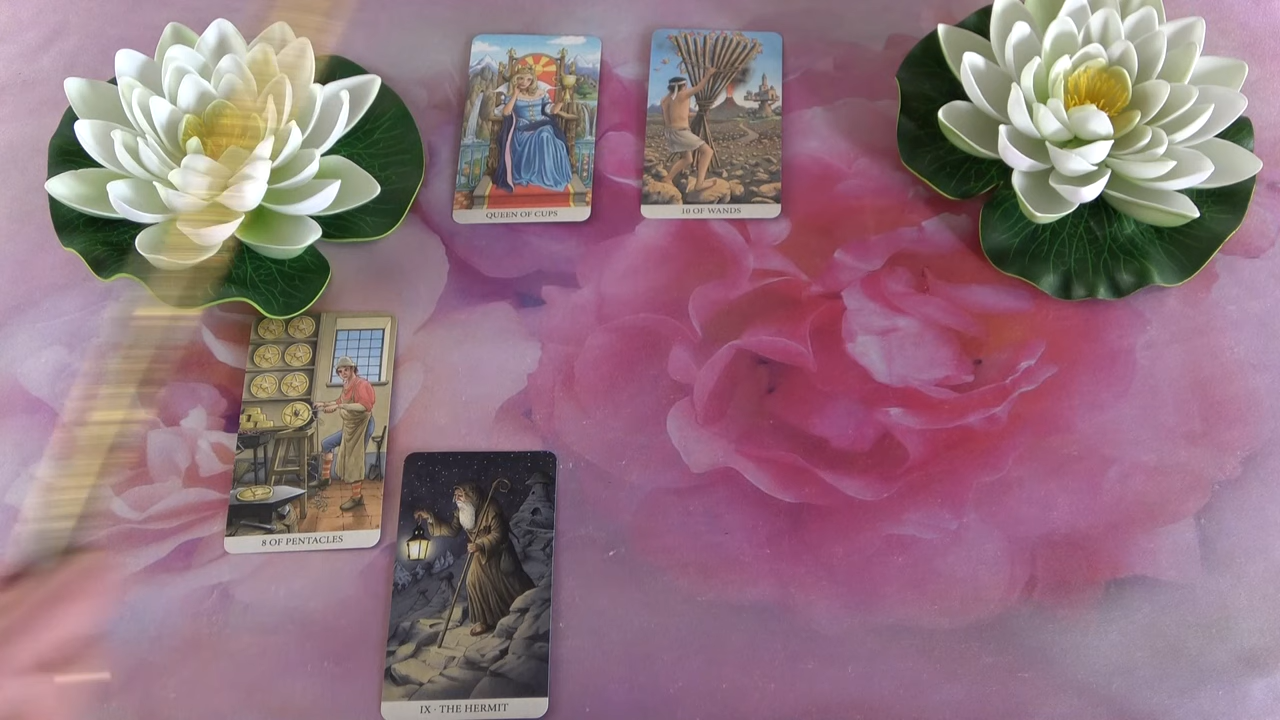 QUEEN OF CUPS
10 OF WANDS
8 OF PENTACLES
IX · THE HERMIT